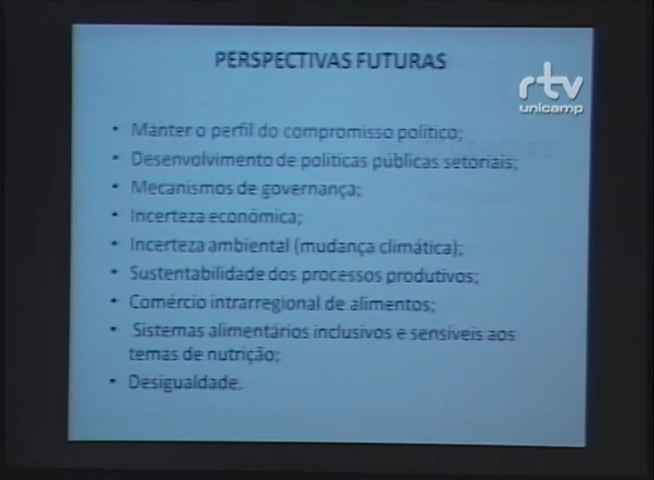 PERSPECTIVAS FUTURAS
rtv
unicamp
• Manter o perfil do compromisso político;
• Desenvolvimento de políticas públicas setoriais;
• Mecanismos de governança;
• Incerteza econômica;
• Incerteza ambiental (mudança climática);
• Sustentabilidade dos processos produtivos;
• Comércio intrarregional de alimentos;
• Sistemas alimentários inclusivos e sensíveis aos
temas de nutrição;
• Desigualdade.